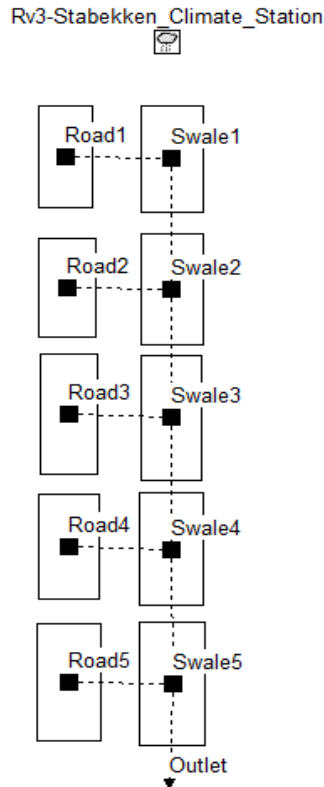 Rv3-Stabekken_Climate_Station
Road1 Swale1
Road2 Swale2
Road3 Swale3
Road4 Swale4
Road5 Swale5
Outlet